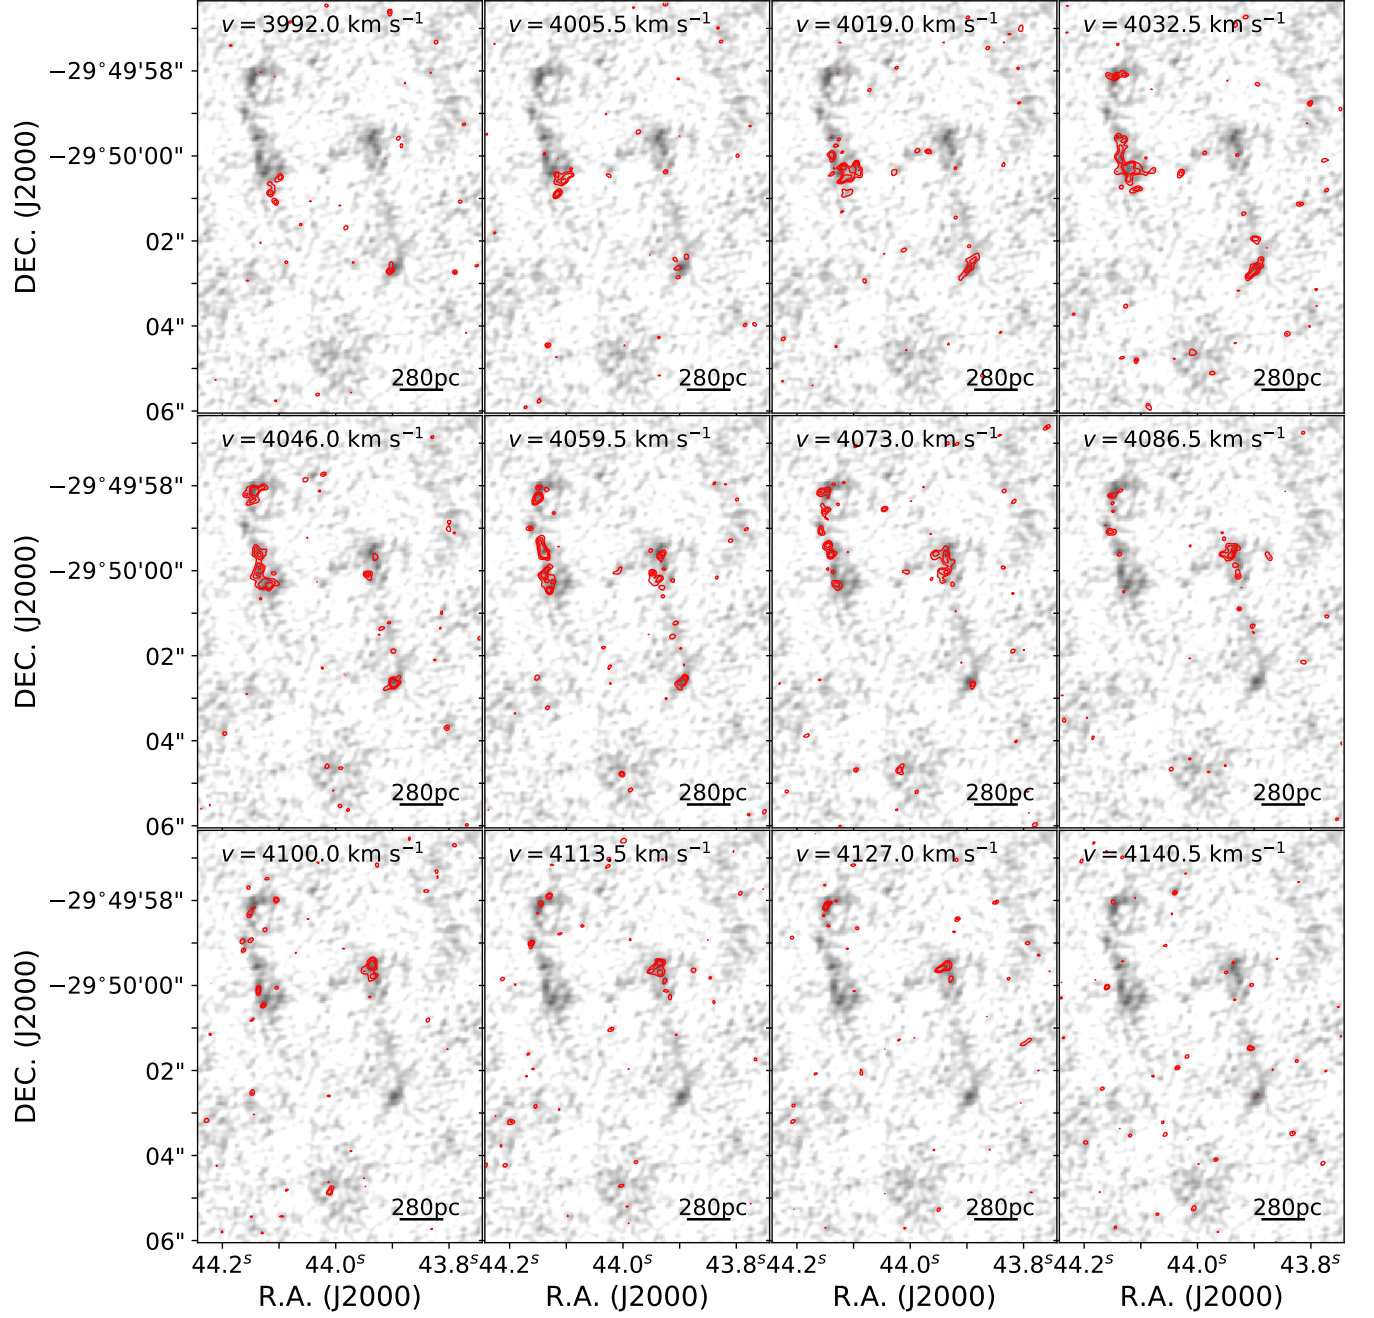 v = 3992.0 km s⁻¹ v = 4005.5 km s⁻¹ v = 4019.0 km s⁻¹ v = 4032.5 km s⁻¹
−29°49'58"
−29°50'00"
02"
04"
06"
DEC. (J2000)
280pc 280pc 280pc 280pc
v = 4046.0 km s⁻¹ v = 4059.5 km s⁻¹ v = 4073.0 km s⁻¹ v = 4086.5 km s⁻¹
−29°49'58"
−29°50'00"
02"
04"
06"
DEC. (J2000)
280pc 280pc 280pc 280pc
v = 4100.0 km s⁻¹ v = 4113.5 km s⁻¹ v = 4127.0 km s⁻¹ v = 4140.5 km s⁻¹
−29°49'58"
−29°50'00"
02"
04"
06"
DEC. (J2000)
280pc 280pc 280pc 280pc
44.2ˢ 44.0ˢ 43.8ˢ 44.2ˢ 44.0ˢ 43.8ˢ 44.2ˢ 44.0ˢ 43.8ˢ 44.2ˢ 44.0ˢ 43.8ˢ
R.A. (J2000) R.A. (J2000) R.A. (J2000) R.A. (J2000)